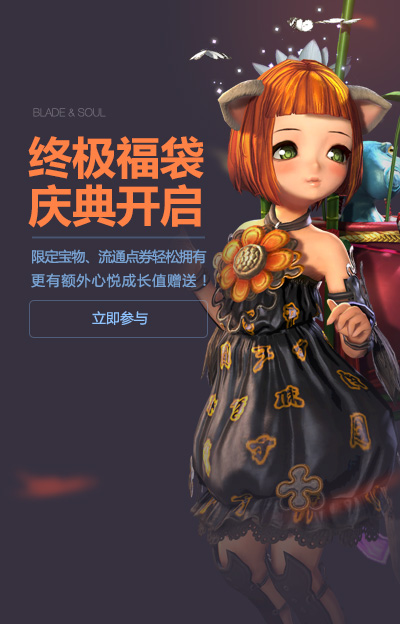 BLADE & SOUL
终极福袋
庆典开启
限定宝物、流通点券轻松拥有
更有额外心悦成长值赠送！
立即参与